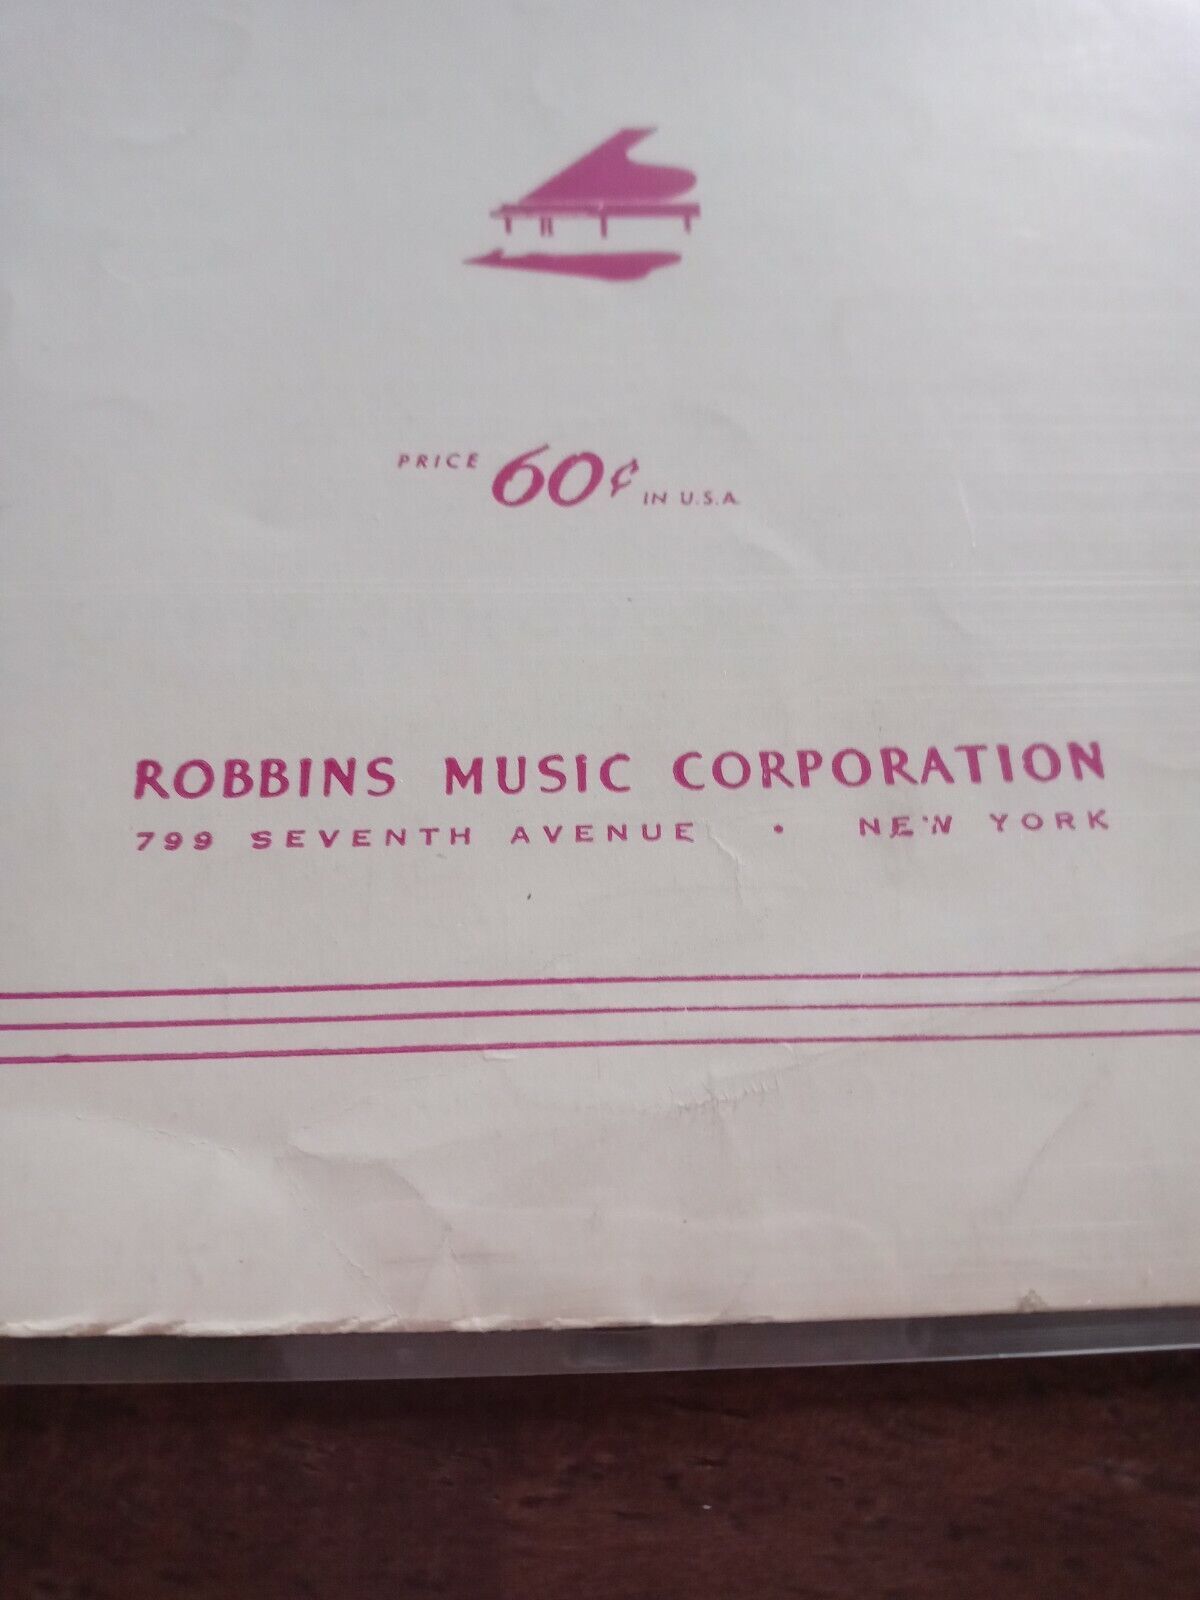 PRICE 60¢ IN U.S.A.
ROBBINS MUSIC CORPORATION
799 SEVENTH AVENUE • NEW YORK